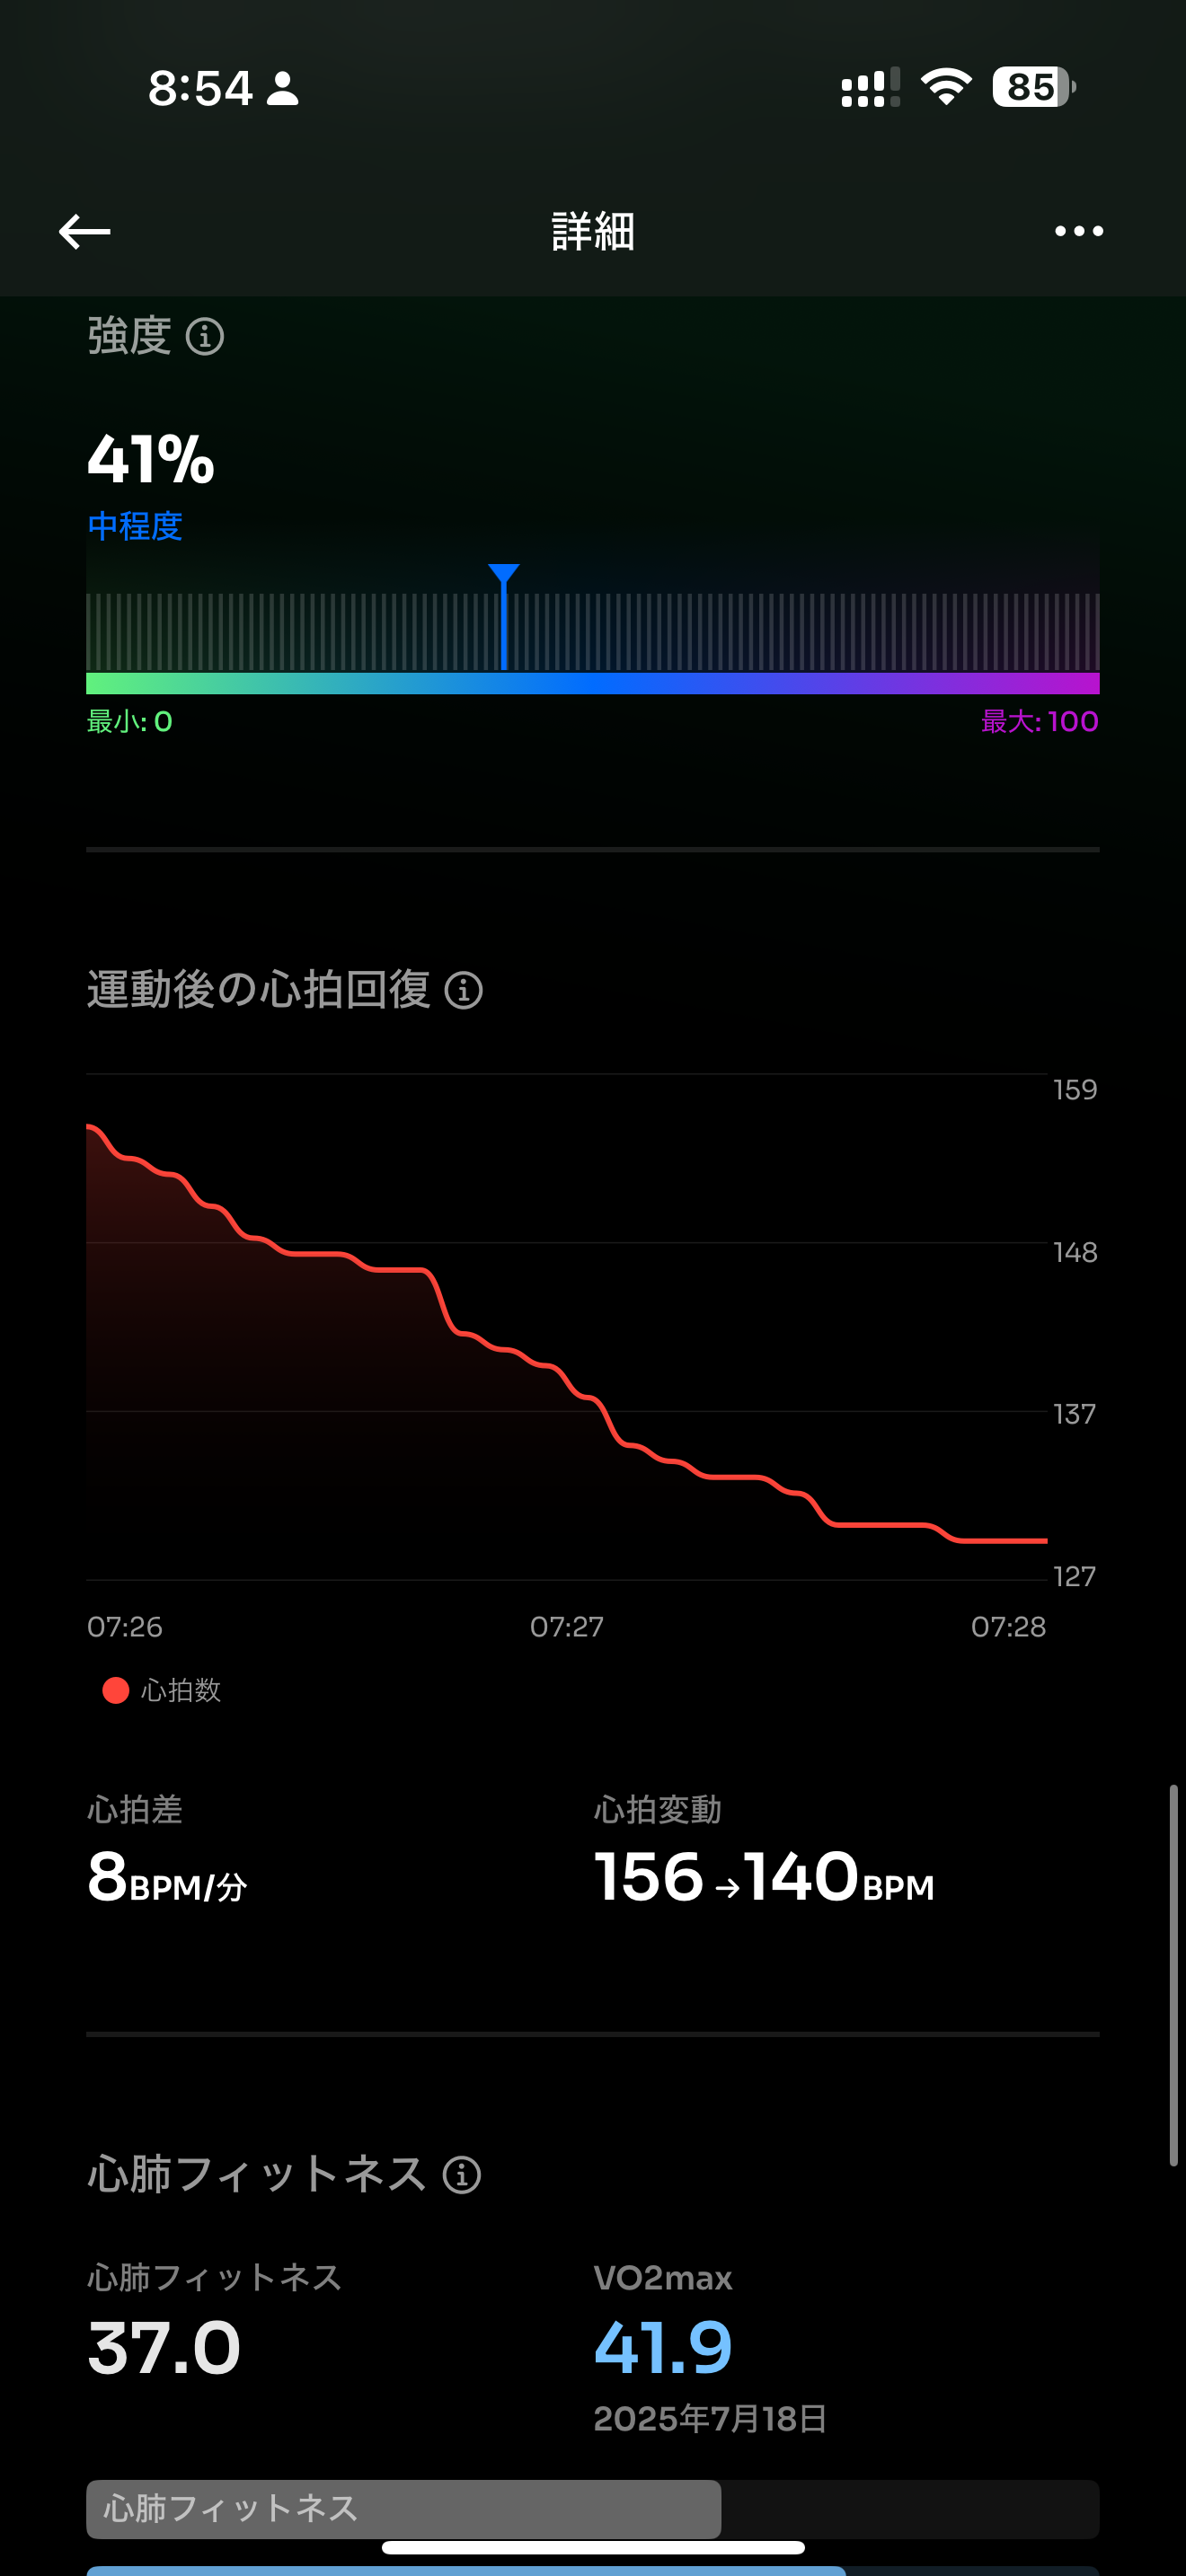 8:54
85
詳細
強度
41%
中程度
最小: 0
最大: 100
運動後の心拍回復
159
148
137
127
07:26
07:27
07:28
心拍数
心拍差
心拍変動
8BPM/分
156→140BPM
心肺フィットネス
心肺フィットネス
VO2max
37.0
41.9
2025年7月18日
心肺フィットネス